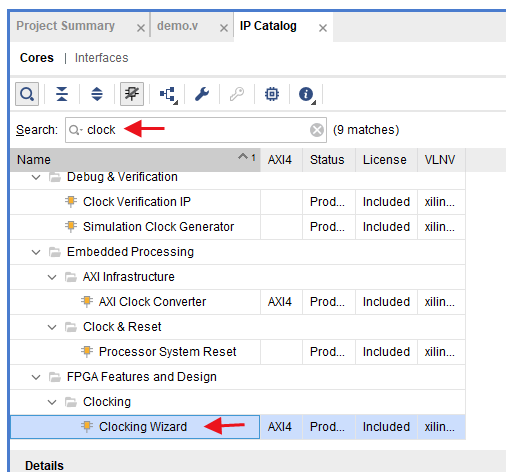 Project Summary × demo.v × IP Catalog ×
Cores | Interfaces
Search: clock (9 matches)
Name 1 AXI4 Status License VLNV
Debug & Verification
Clock Verification IP Prod... Included xilin...
Simulation Clock Generator Prod... Included xilin...
Embedded Processing
AXI Infrastructure
AXI Clock Converter AXI4 Prod... Included xilin...
Clock & Reset
Processor System Reset Prod... Included xilin...
FPGA Features and Design
Clocking
Clocking Wizard AXI4 Prod... Included xilin...
Details